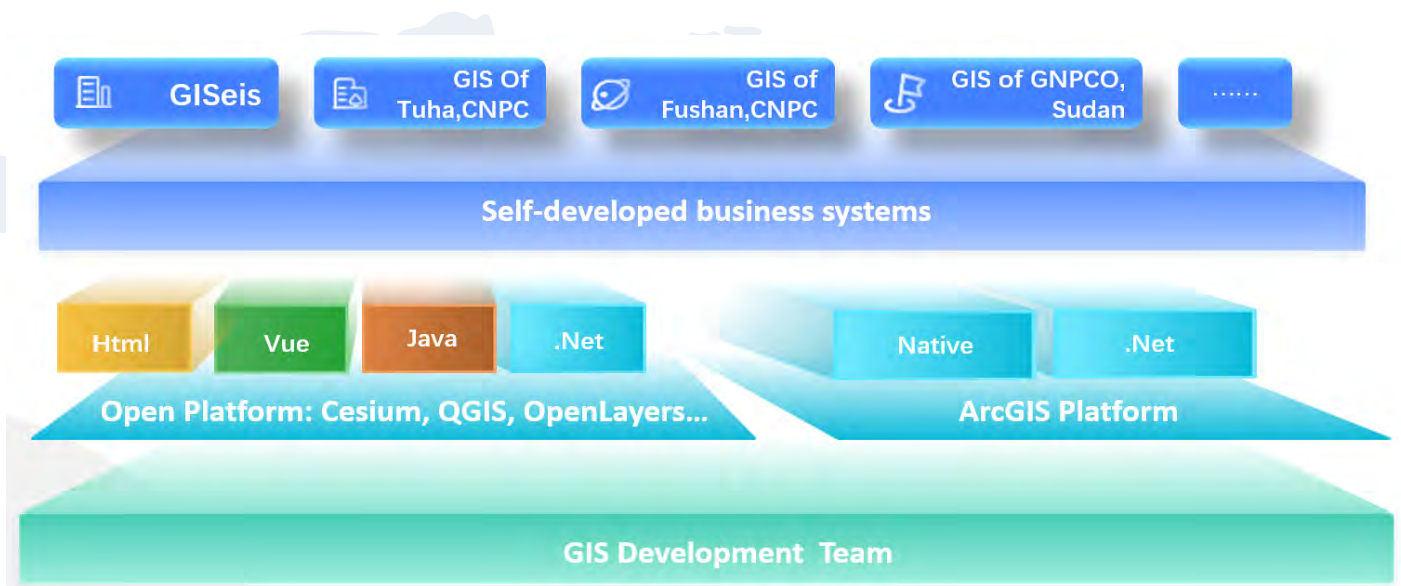 GISeis
GIS Of
Tuha,CNPC
GIS of
Fushan,CNPC
GIS of GNPCO,
Sudan
......
Self-developed business systems
Html
Vue
Java
.Net
Native
.Net
Open Platform: Cesium, QGIS, OpenLayers...
ArcGIS Platform
GIS Development Team